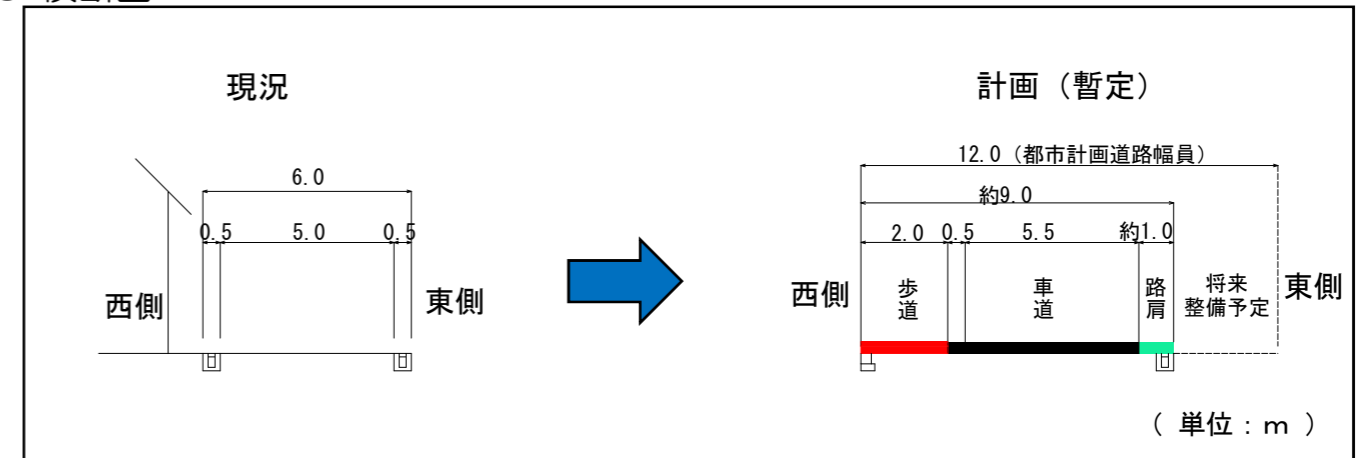 現況
6.0
0.5 5.0 0.5
西側
東側
計画（暫定）
12.0（都市計画道路幅員）
約9.0
2.0 0.5 5.5 約1.0
西側
歩道
車道
路肩
将来
整備予定
東側
（ 単位：ｍ ）